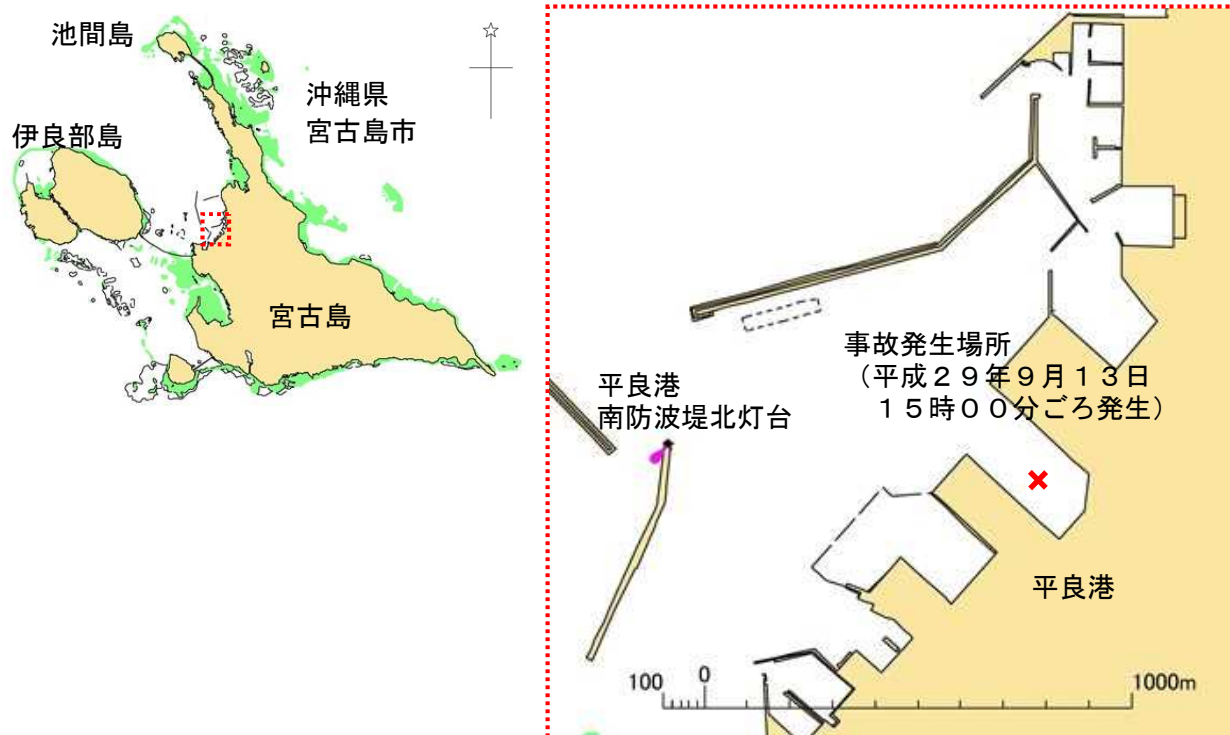 池間島
沖縄県
宮古島市
伊良部島
宮古島
事故発生場所
（平成２９年９月１３日
１５時００分ごろ発生）
平良港
南防波堤北灯台
平良港
100 0 1000m